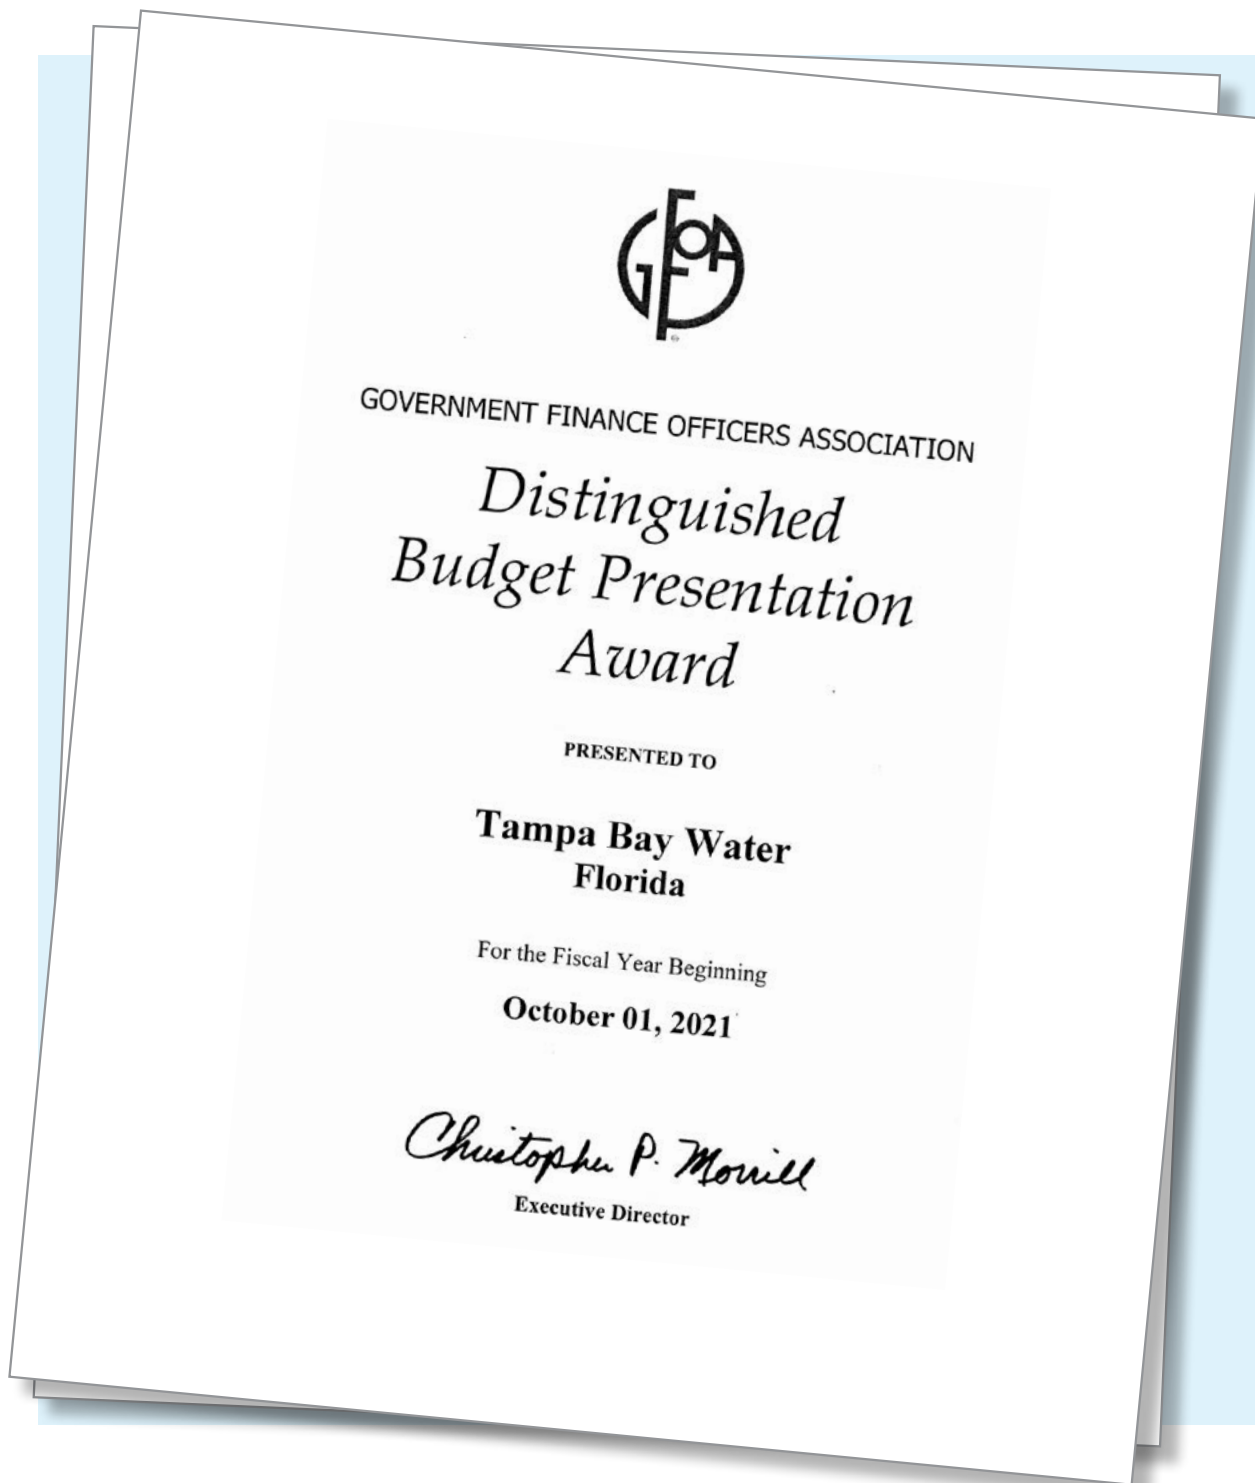 GFOA
GOVERNMENT FINANCE OFFICERS ASSOCIATION
Distinguished
Budget Presentation
Award
PRESENTED TO
Tampa Bay Water
Florida
For the Fiscal Year Beginning
October 01, 2021
Christopher P. Morrill
Executive Director